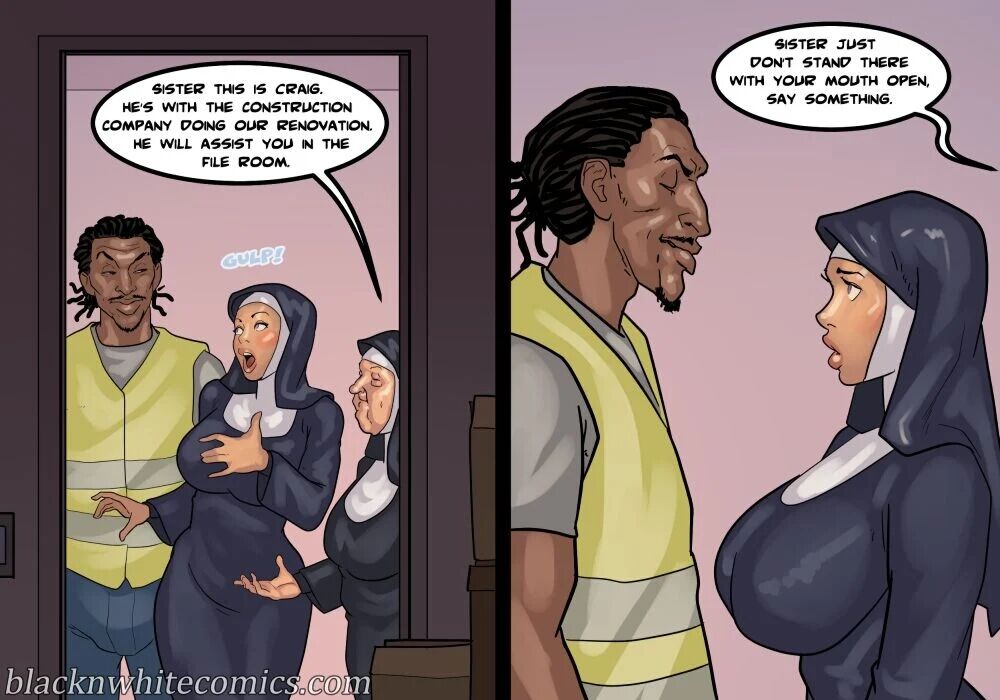 SISTER THIS IS CRAIG.
HE'S WITH THE CONSTRUCTION
COMPANY DOING OUR RENOVATION.
HE WILL ASSIST YOU IN THE
FILE ROOM.
GULP!
SISTER JUST
DON'T STAND THERE
WITH YOUR MOUTH OPEN,
SAY SOMETHING.
blacknwhitecomics.com